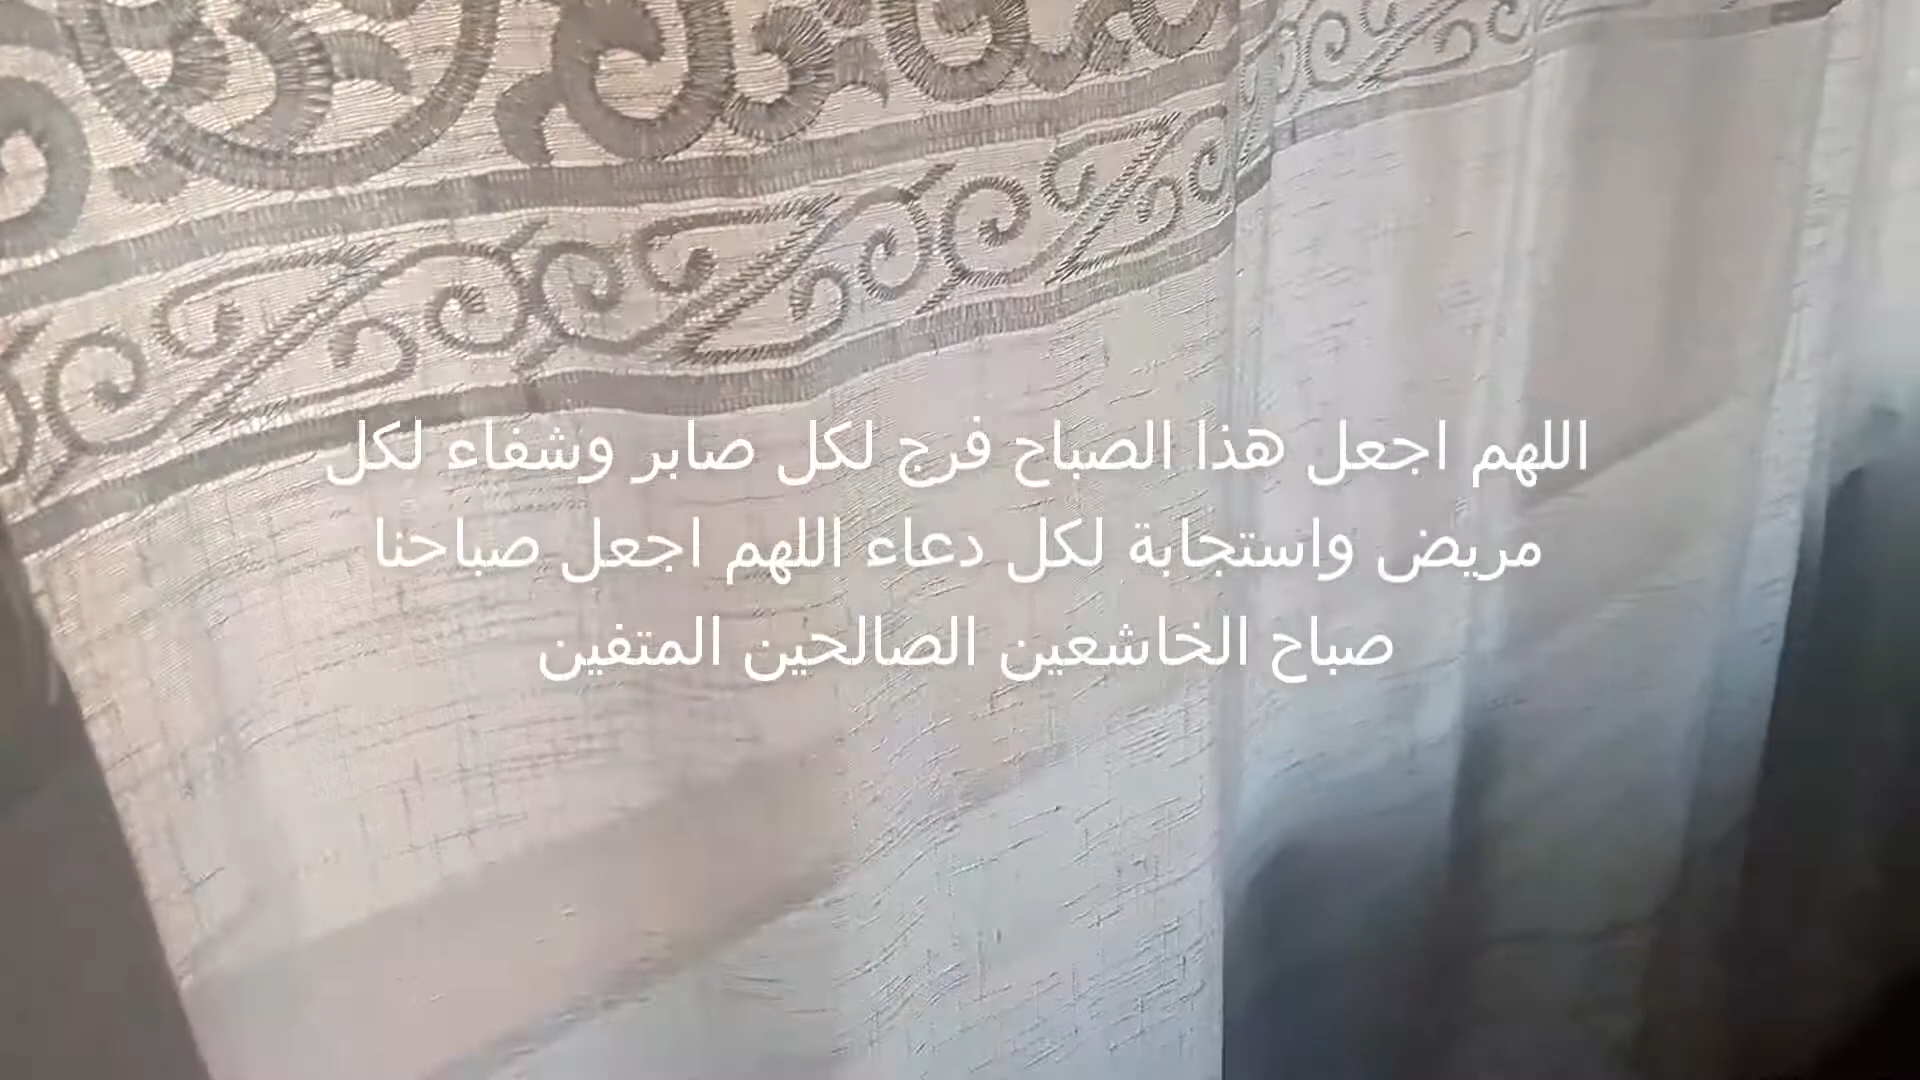 اللهم اجعل هذا الصباح فرج لكل صابر وشفاء لكل
مريض واستجابة لكل دعاء اللهم اجعل صباحنا
صباح الخاشعين الصالحين المتفين